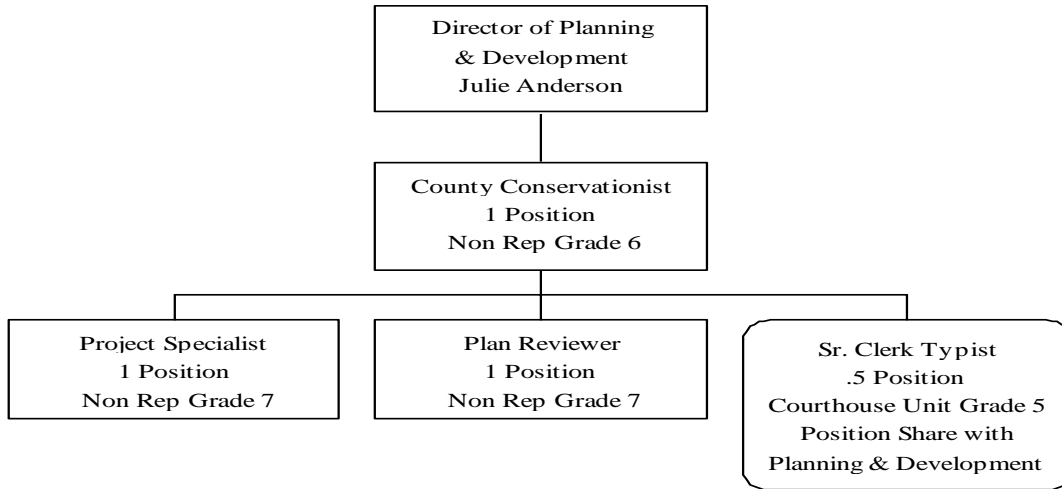 Director of Planning
& Development
Julie Anderson
County Conservationist
1 Position
Non Rep Grade 6
Project Specialist
1 Position
Non Rep Grade 7
Plan Reviewer
1 Position
Non Rep Grade 7
Sr. Clerk Typist
.5 Position
Courthouse Unit Grade 5
Position Share with
Planning & Development